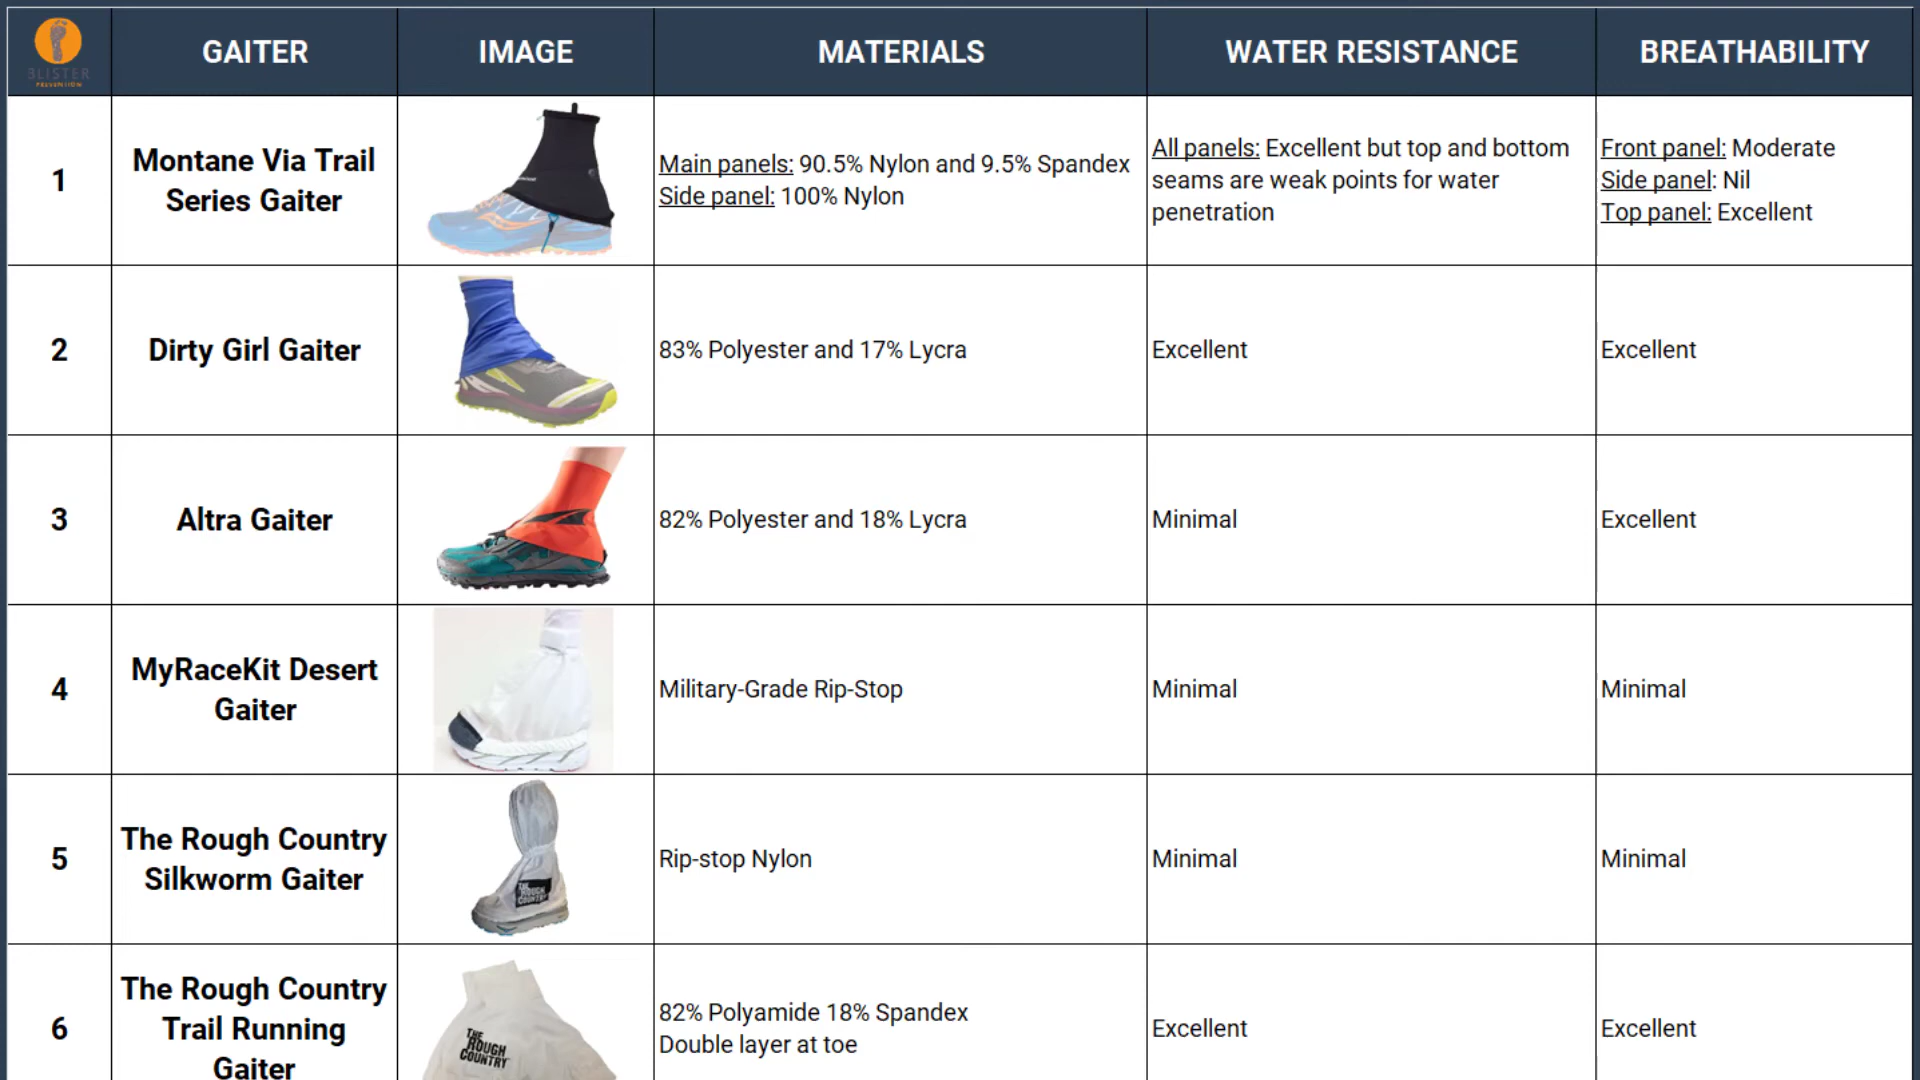 BLISTER
PREVENTION
GAITER
IMAGE
MATERIALS
WATER RESISTANCE
BREATHABILITY
1
Montane Via Trail
Series Gaiter
Main panels: 90.5% Nylon and 9.5% Spandex
Side panel: 100% Nylon
All panels: Excellent but top and bottom
seams are weak points for water
penetration
Front panel: Moderate
Side panel: Nil
Top panel: Excellent
2
Dirty Girl Gaiter
83% Polyester and 17% Lycra
Excellent
Excellent
3
Altra Gaiter
82% Polyester and 18% Lycra
Minimal
Excellent
4
MyRaceKit Desert
Gaiter
Military-Grade Rip-Stop
Minimal
Minimal
5
The Rough Country
Silkworm Gaiter
THE
ROUGH
COUNTRY
Rip-stop Nylon
Minimal
Minimal
6
The Rough Country
Trail Running
Gaiter
THE
ROUGH
COUNTRY
82% Polyamide 18% Spandex
Double layer at toe
Excellent
Excellent